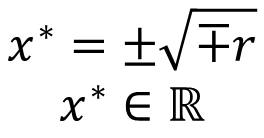 x* = ±√∓r
x* ∈ ℝ